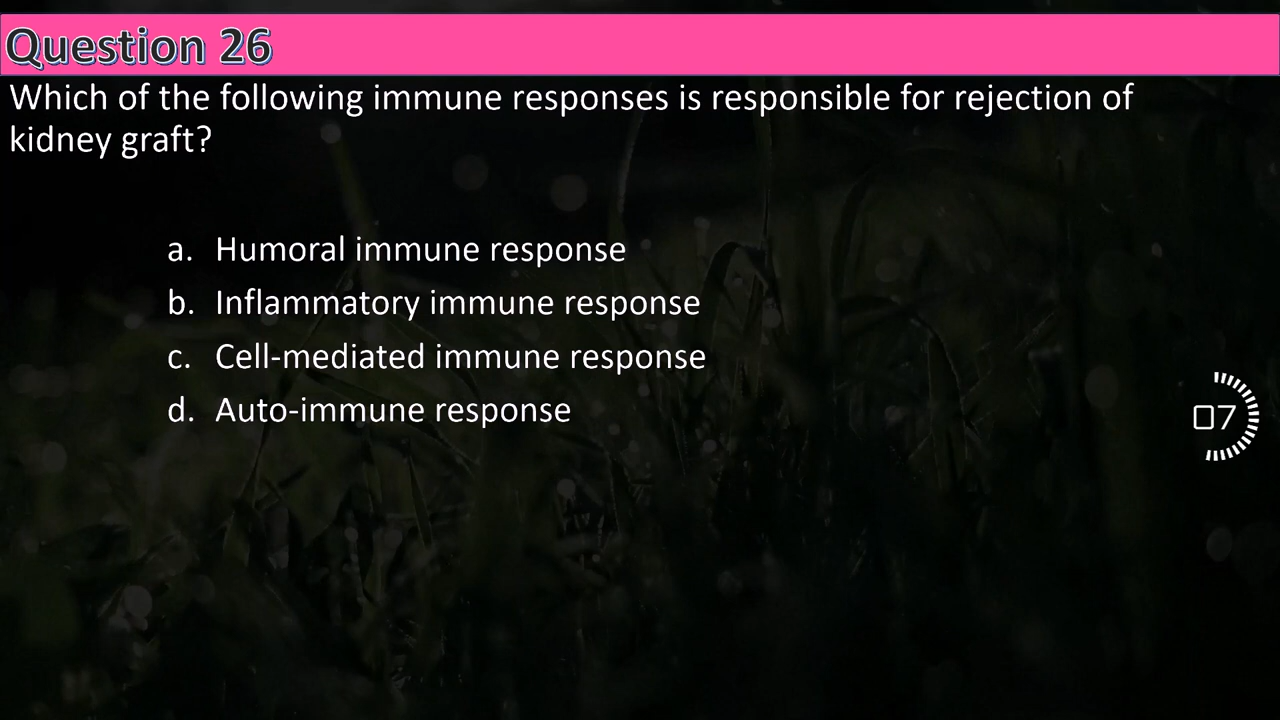 Question 26
Which of the following immune responses is responsible for rejection of
kidney graft?
a. Humoral immune response
b. Inflammatory immune response
c. Cell-mediated immune response
d. Auto-immune response
07